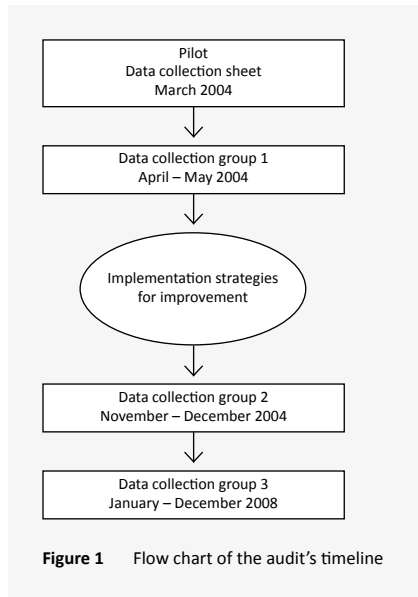 Pilot
Data collection sheet
March 2004
Data collection group 1
April – May 2004
Implementation strategies
for improvement
Data collection group 2
November – December 2004
Data collection group 3
January – December 2008
Figure 1 Flow chart of the audit’s timeline